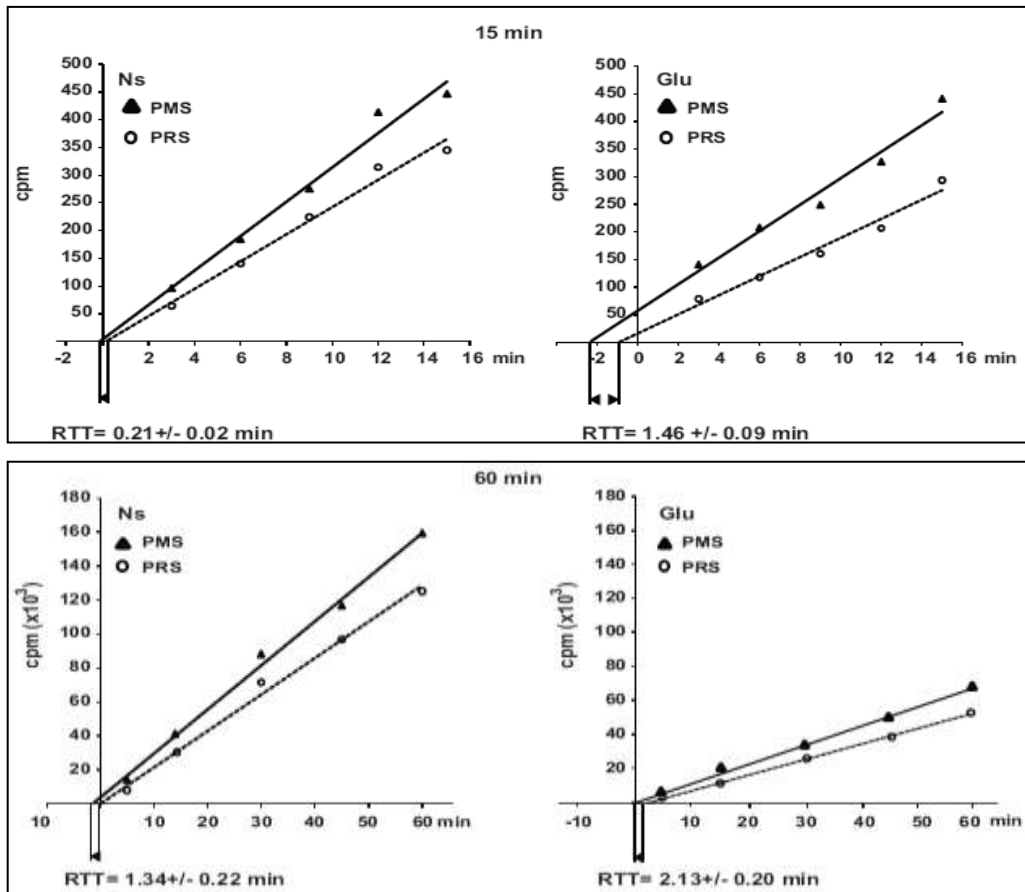 15 min
Ns
PMS
PRS
500
450
400
350
300
250
200
150
100
50
cpm
-2 2 4 6 8 10 12 14 16 min
RTT= 0.21+/- 0.02 min
Glu
PMS
PRS
500
450
400
350
300
250
200
150
100
50
cpm
-2 0 2 4 6 8 10 12 14 16 min
RTT= 1.46 +/- 0.09 min
60 min
Ns
PMS
PRS
180
160
140
120
100
80
60
40
20
cpm (x10³)
10 10 20 30 40 50 60 min
RTT= 1.34+/- 0.22 min
Glu
PMS
PRS
180
160
140
120
100
80
60
40
20
cpm (x10³)
-10 10 20 30 40 50 60 min
RTT= 2.13+/- 0.20 min